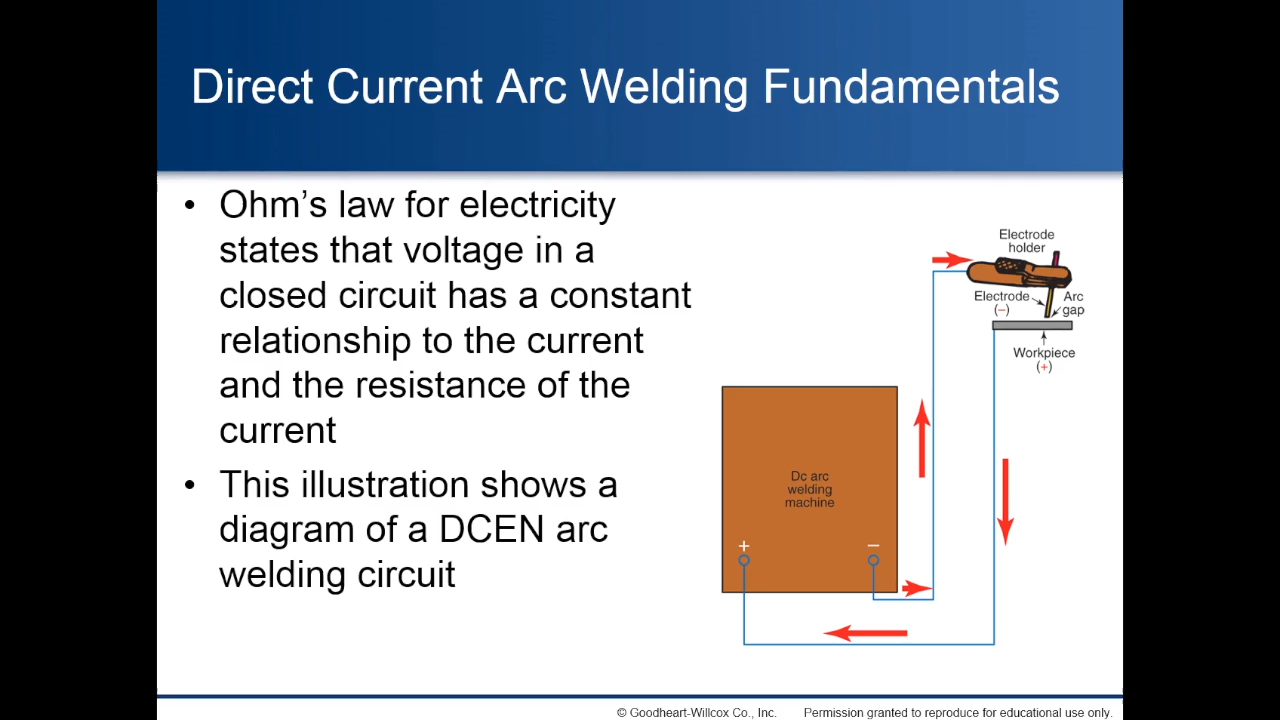 Direct Current Arc Welding Fundamentals
• Ohm’s law for electricity
states that voltage in a
closed circuit has a constant
relationship to the current
and the resistance of the
current
• This illustration shows a
diagram of a DCEN arc
welding circuit
Electrode
holder
Electrode
(–)
Arc
gap
Workpiece
(+)
Dc arc
welding
machine
+ –
© Goodheart-Willcox Co., Inc. Permission granted to reproduce for educational use only.